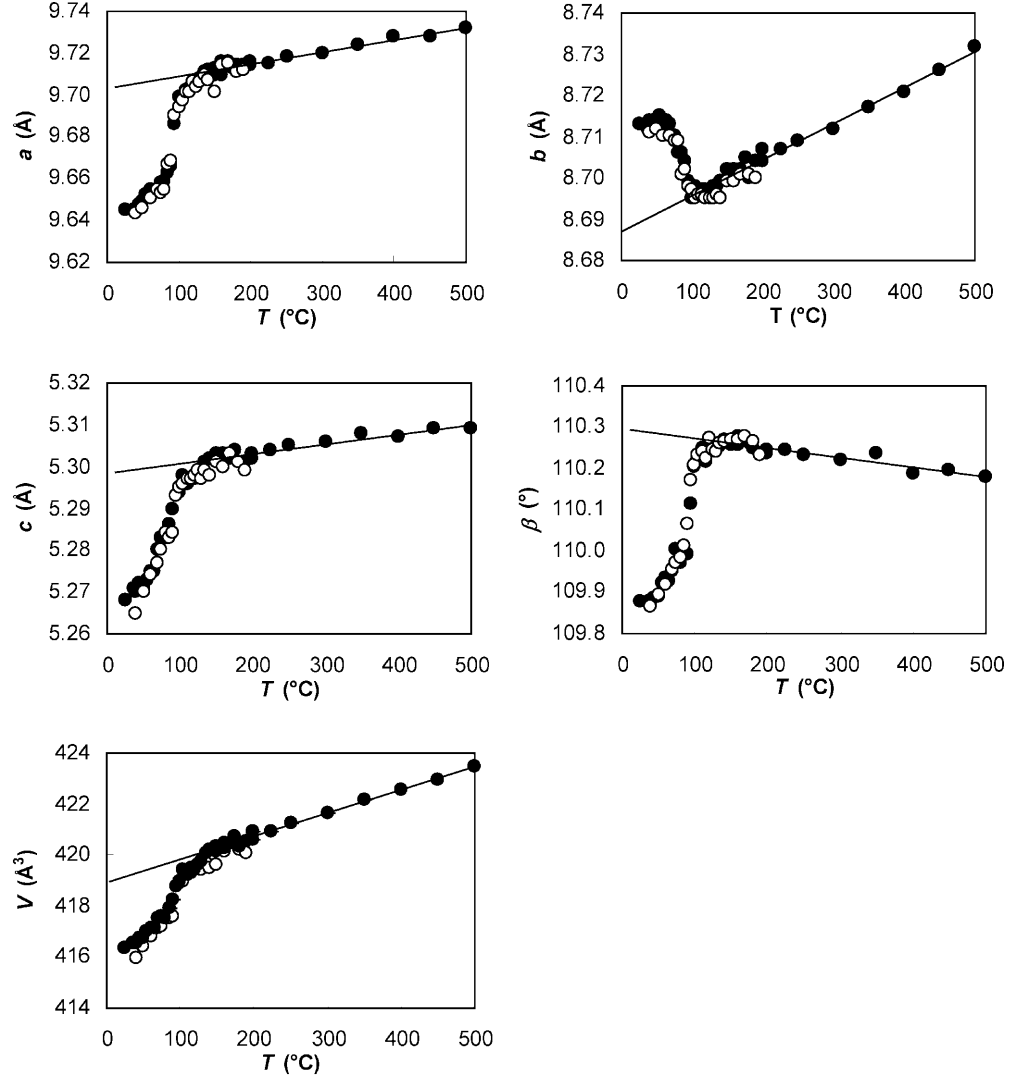 9.74
9.72
9.70
9.68
9.66
9.64
9.62
a (Å)
0 100 200 300 400 500
T (°C)
8.74
8.73
8.72
8.71
8.70
8.69
8.68
b (Å)
0 100 200 300 400 500
T (°C)
5.32
5.31
5.30
5.29
5.28
5.27
5.26
c (Å)
0 100 200 300 400 500
T (°C)
110.4
110.3
110.2
110.1
110.0
109.9
109.8
β (°)
0 100 200 300 400 500
T (°C)
424
422
420
418
416
414
V (Å³)
0 100 200 300 400 500
T (°C)